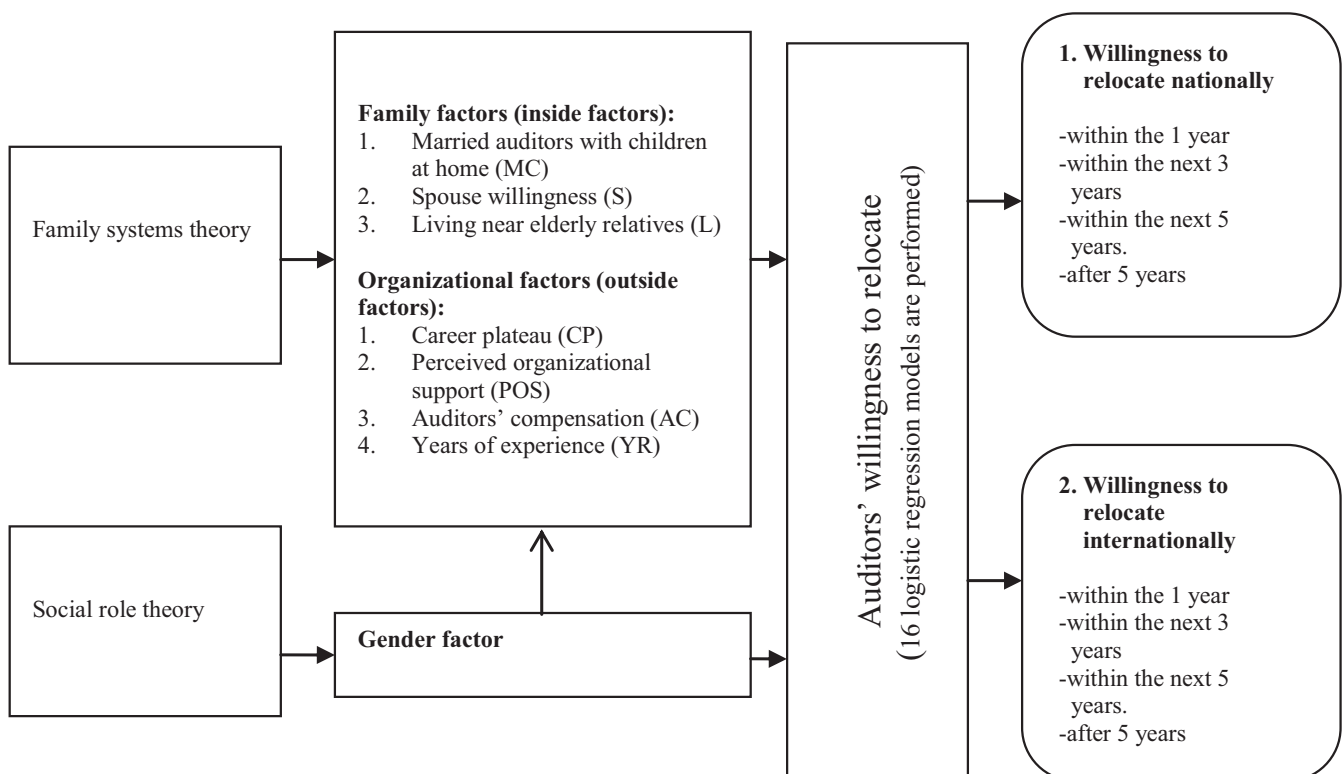 Family systems theory
Social role theory
Family factors (inside factors):
1. Married auditors with children
at home (MC)
2. Spouse willingness (S)
3. Living near elderly relatives (L)
Organizational factors (outside
factors):
1. Career plateau (CP)
2. Perceived organizational
support (POS)
3. Auditors’ compensation (AC)
4. Years of experience (YR)
Gender factor
Auditors’ willingness to relocate
(16 logistic regression models are performed)
1. Willingness to
relocate nationally
-within the 1 year
-within the next 3
years
-within the next 5
years.
-after 5 years
2. Willingness to
relocate
internationally
-within the 1 year
-within the next 3
years
-within the next 5
years.
-after 5 years